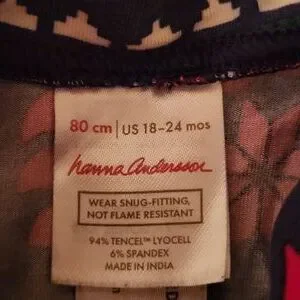 80 cm | US 18-24 mos
hanna andersson
WEAR SNUG-FITTING,
NOT FLAME RESISTANT
94% TENCEL™ LYOCELL
6% SPANDEX
MADE IN INDIA